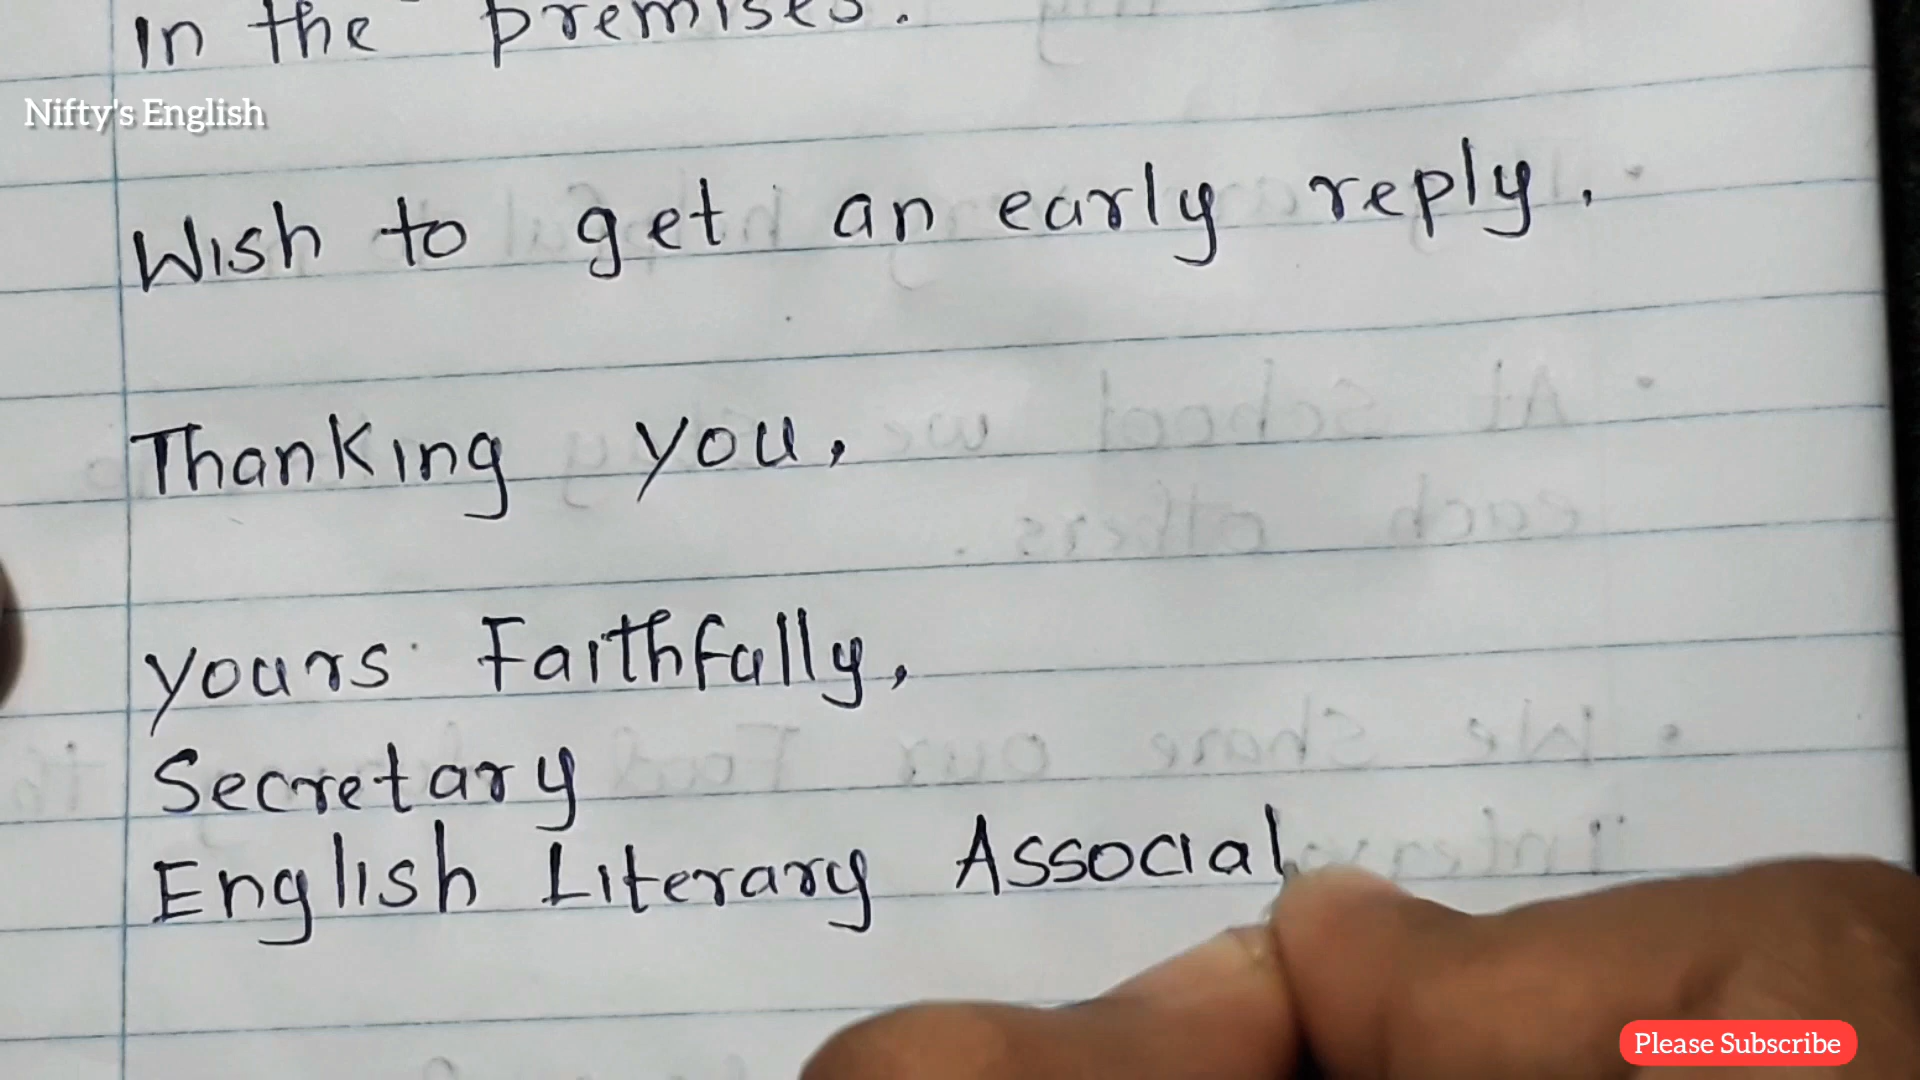 in the premises.
Nifty's English
Wish to get an early reply.
Thanking you,
yours Faithfully,
Secretary
English Literary Associat
Please Subscribe